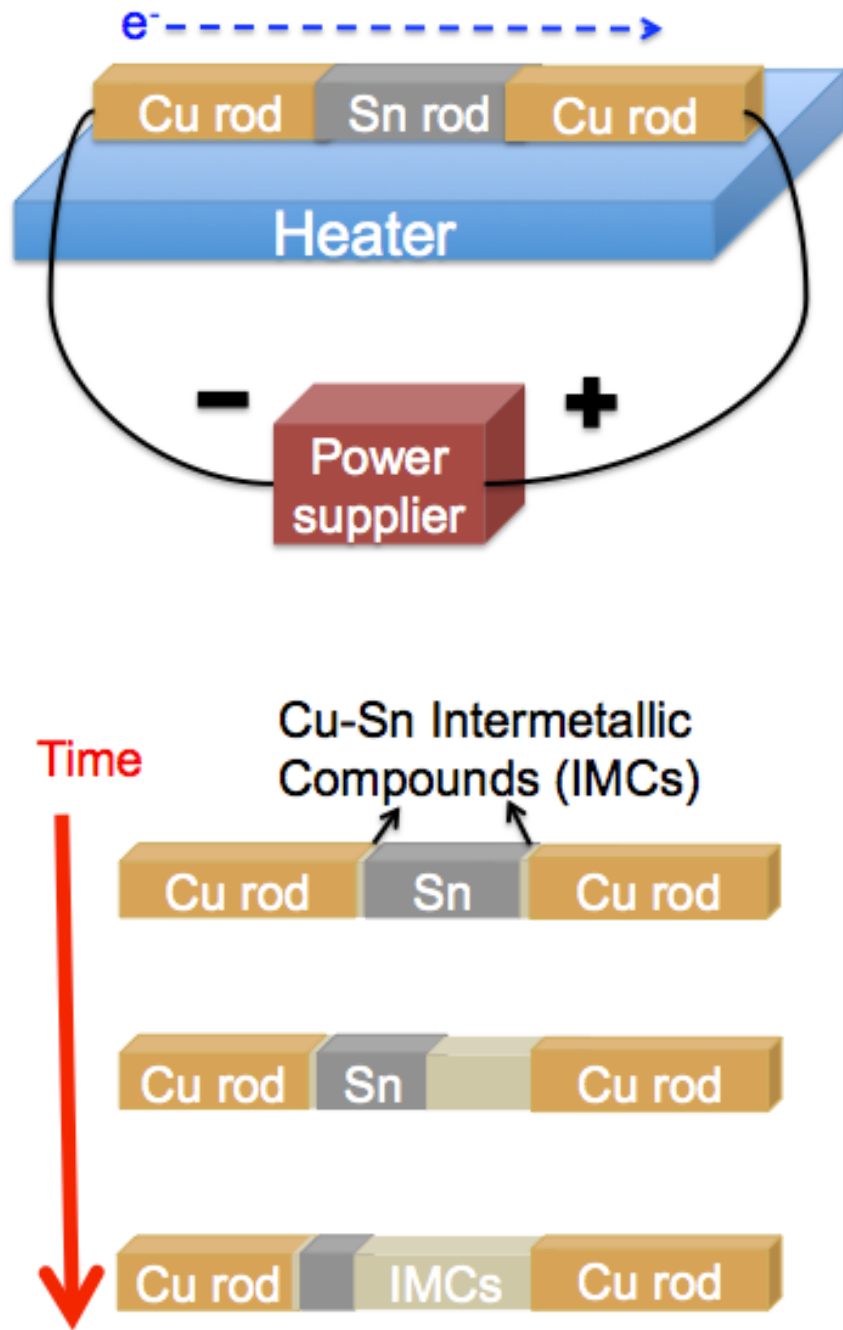 e-
Cu rod
Sn rod
Cu rod
Heater
-
+
Power
supplier
Cu-Sn Intermetallic
Compounds (IMCs)
Time
Cu rod
Sn
Cu rod
Cu rod
Sn
Cu rod
Cu rod
IMCs
Cu rod